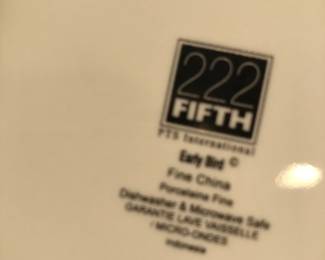 222
FIFTH
PTS International
Early Bird ©
Fine China
Porcelaine Fine
Dishwasher & Microwave Safe
GARANTIE LAVE VAISSELLE
/ MICRO-ONDES
Indonesia